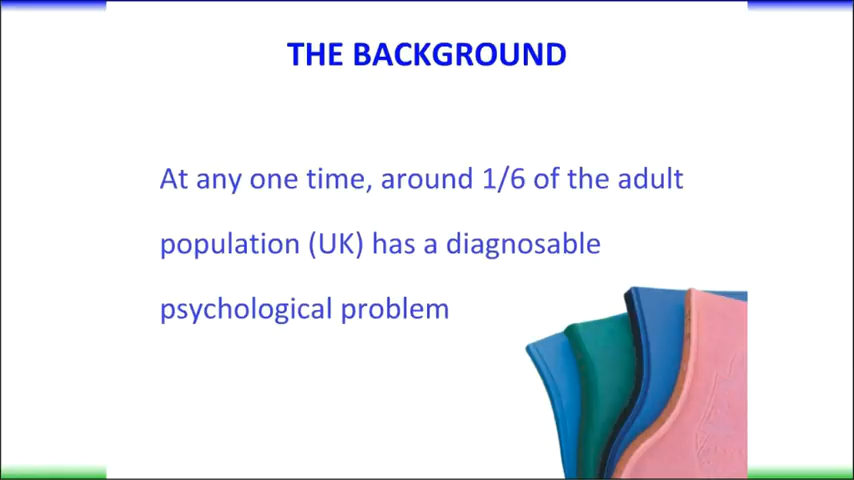 THE BACKGROUND
At any one time, around 1/6 of the adult
population (UK) has a diagnosable
psychological problem